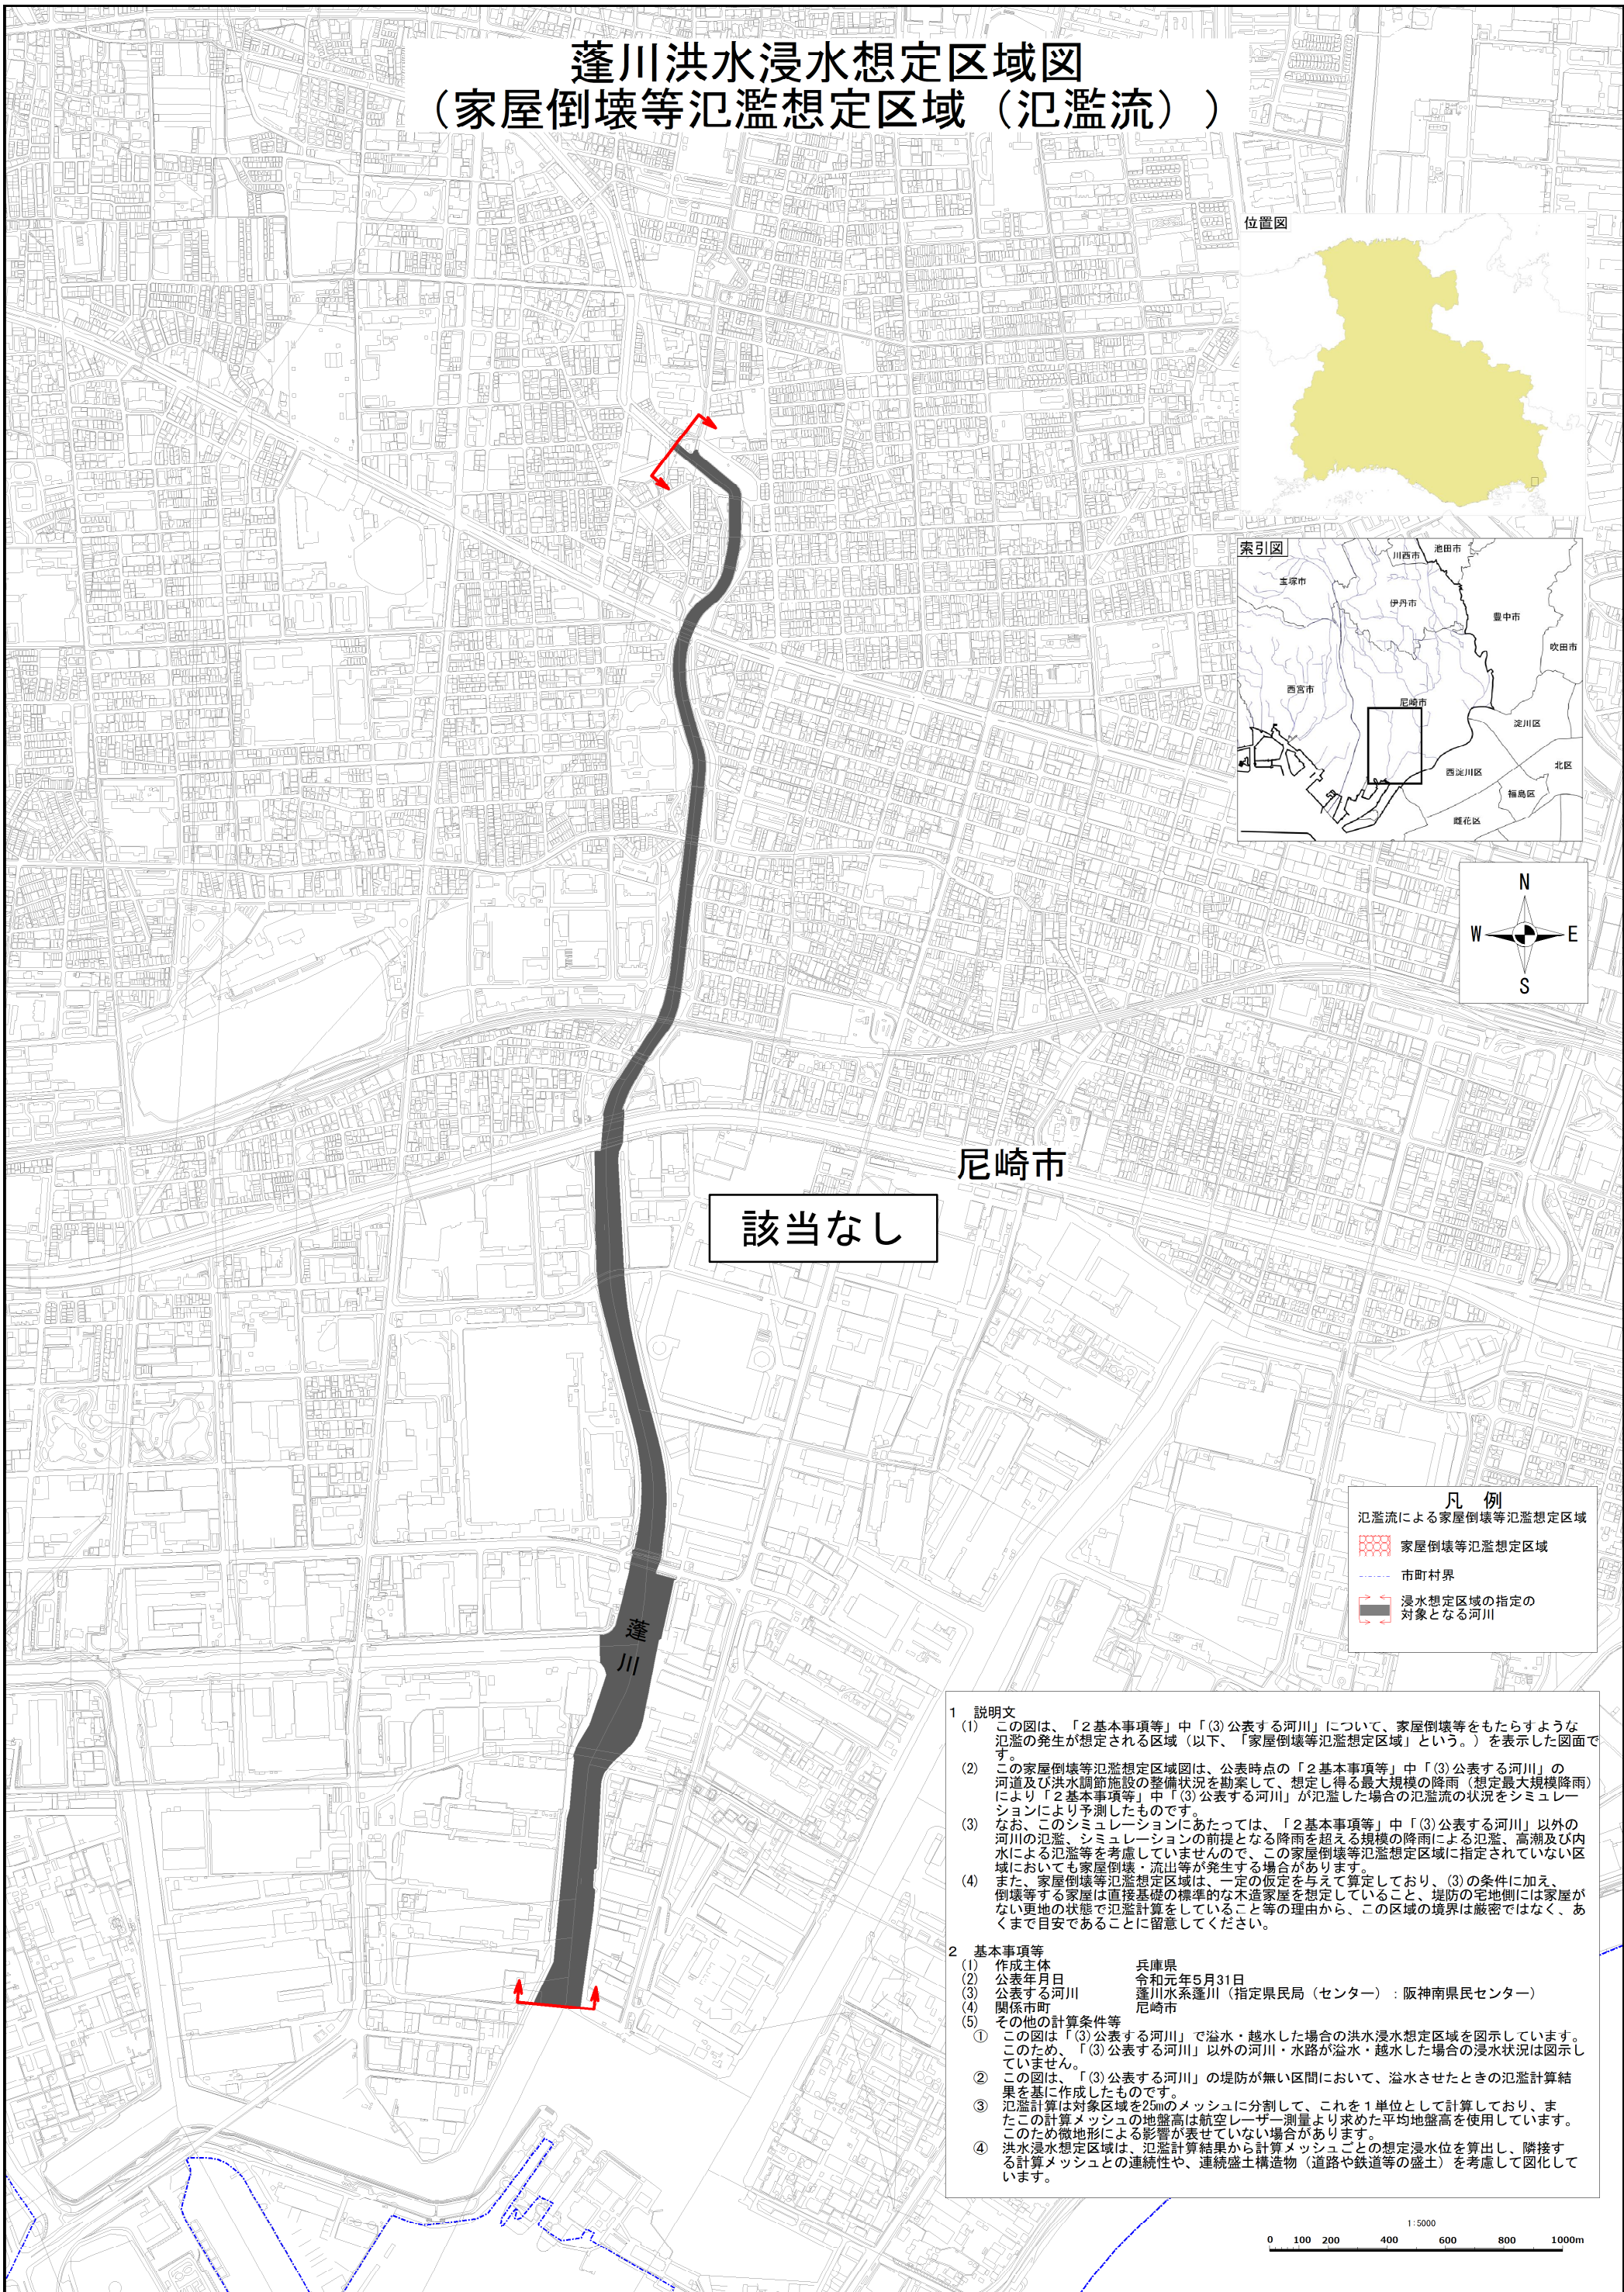 蓬川洪水浸水想定区域図
（家屋倒壊等氾濫想定区域（氾濫流））
位置図
索引図
川西市
池田市
宝塚市
伊丹市
豊中市
吹田市
西宮市
尼崎市
淀川区
北区
西淀川区
福島区
此花区
N
W
E
S
尼崎市
該当なし
蓬
川
凡　例
氾濫流による家屋倒壊等氾濫想定区域
家屋倒壊等氾濫想定区域
市町村界
浸水想定区域の指定の
対象となる河川
1　説明文
(1)　この図は、「２基本事項等」中「(3)公表する河川」について、家屋倒壊等をもたらすような
氾濫の発生が想定される区域（以下、「家屋倒壊等氾濫想定区域」という。）を表示した図面で
す。
(2)　この家屋倒壊等氾濫想定区域図は、公表時点の「２基本事項等」中「(3)公表する河川」の
河道及び洪水調節施設の整備状況を勘案して、想定し得る最大規模の降雨（想定最大規模降雨）
により「２基本事項等」中「(3)公表する河川」が氾濫した場合の氾濫流の状況をシミュレー
ションにより予測したものです。
(3)　なお、このシミュレーションにあたっては、「２基本事項等」中「(3)公表する河川」以外の
河川の氾濫、シミュレーションの前提となる降雨を超える規模の降雨による氾濫、高潮及び内
水による氾濫等を考慮していませんので、この家屋倒壊等氾濫想定区域に指定されていない区
域においても家屋倒壊・流出等が発生する場合があります。
(4)　また、家屋倒壊等氾濫想定区域は、一定の仮定を与えて算定しており、(3)の条件に加え、
倒壊等する家屋は直接基礎の標準的な木造家屋を想定していること、堤防の宅地側には家屋が
ない更地の状態で氾濫計算をしていること等の理由から、この区域の境界は厳密ではなく、あ
くまで目安であることに留意してください。
2　基本事項等
(1)　作成主体　兵庫県
(2)　公表年月日　令和元年5月31日
(3)　公表する河川　蓬川水系蓬川（指定県民局（センター）：阪神南県民センター）
(4)　関係市町　尼崎市
(5)　その他の計算条件等
①　この図は「(3)公表する河川」で溢水・越水した場合の洪水浸水想定区域を図示しています。
このため、「(3)公表する河川」以外の河川・水路が溢水・越水した場合の浸水状況は図示し
ていません。
②　この図は、「(3)公表する河川」の堤防が無い区間において、溢水させたときの氾濫計算結
果を基に作成したものです。
③　氾濫計算は対象区域を25mのメッシュに分割して、これを１単位として計算しており、ま
たこの計算メッシュの地盤高は航空レーザー測量より求めた平均地盤高を使用しています。
このため微地形による影響が表せていない場合があります。
④　洪水浸水想定区域は、氾濫計算結果から計算メッシュごとの想定浸水位を算出し、隣接す
る計算メッシュとの連続性や、連続盛土構造物（道路や鉄道等の盛土）を考慮して図化して
います。
1:5000
0 100 200 400 600 800 1000m